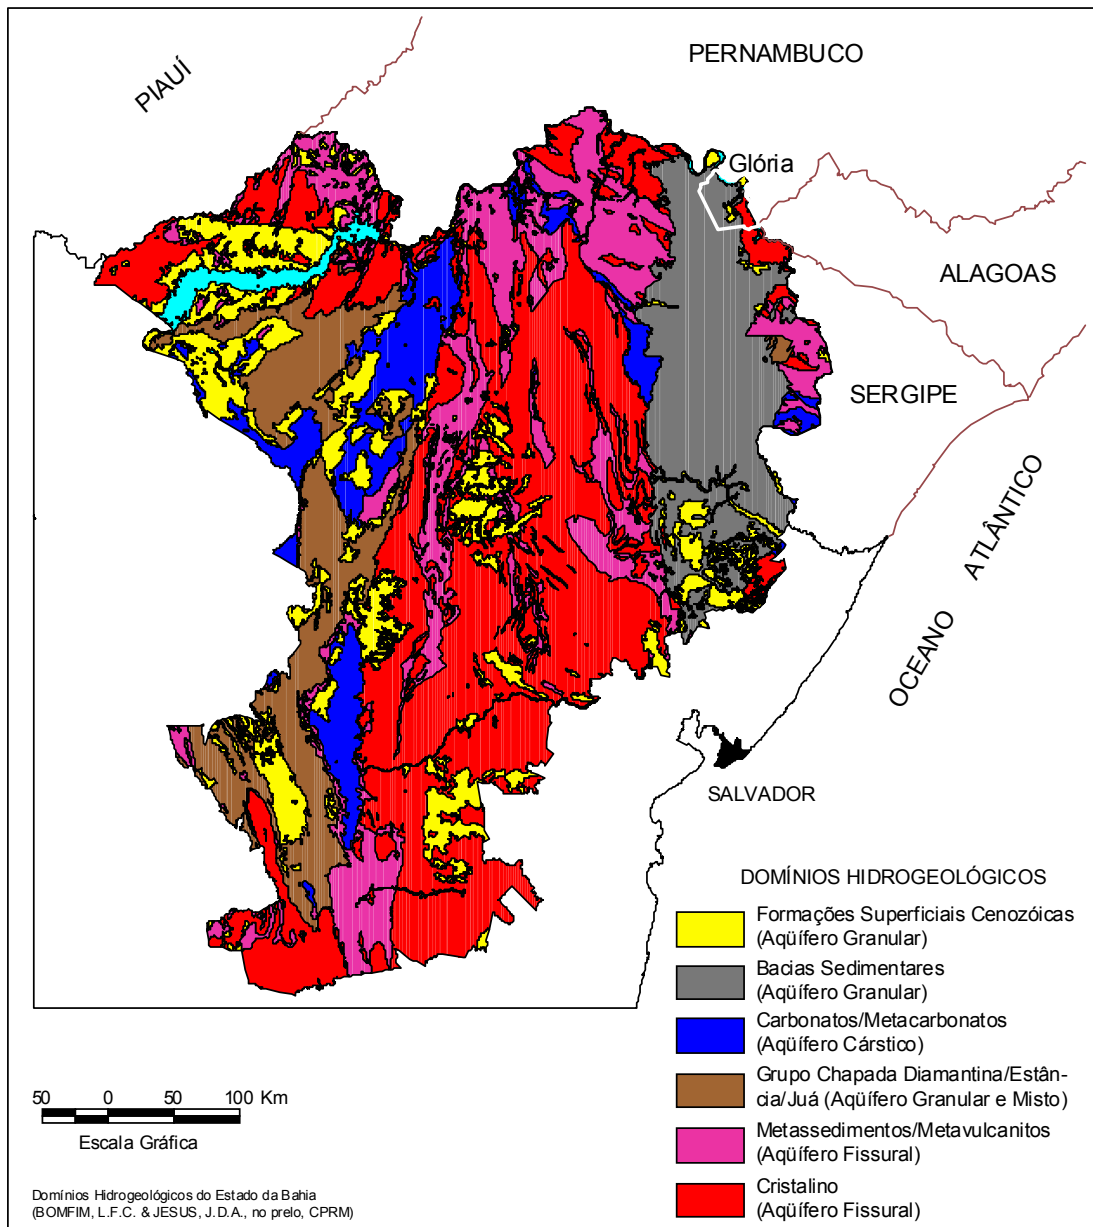 PERNAMBUCO
PIAUÍ
Glória
ALAGOAS
SERGIPE
OCEANO ATLÂNTICO
SALVADOR
DOMÍNIOS HIDROGEOLÓGICOS
Formações Superficiais Cenozóicas
(Aqüífero Granular)
Bacias Sedimentares
(Aqüífero Granular)
Carbonatos/Metacarbonatos
(Aqüífero Cárstico)
Grupo Chapada Diamantina/Estân-
cia/Juá (Aqüífero Granular e Misto)
Metassedimentos/Metavulcanitos
(Aqüífero Fissural)
Cristalino
(Aqüífero Fissural)
50 0 50 100 Km
Escala Gráfica
Domínios Hidrogeológicos do Estado da Bahia
(BOMFIM, L.F.C. & JESUS, J.D.A., no prelo, CPRM)